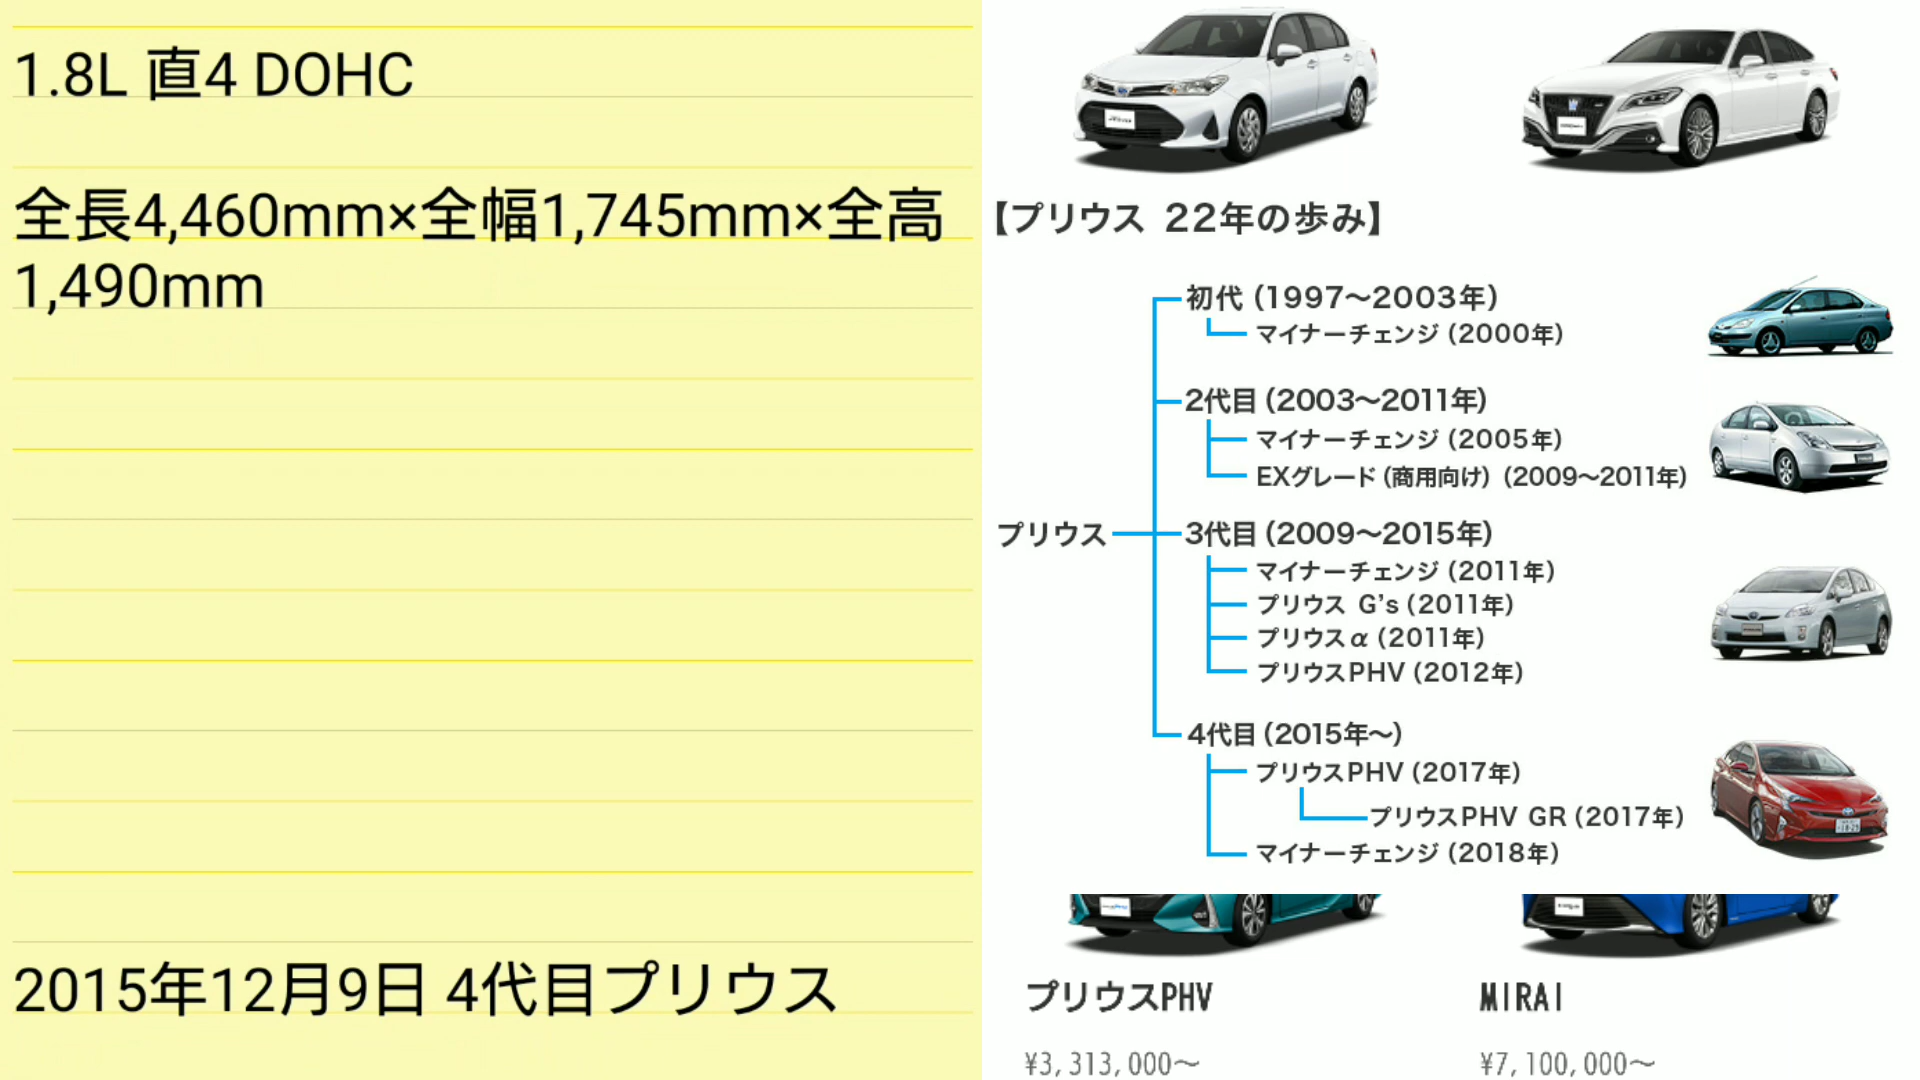 1.8L 直4 DOHC
全長4,460mm×全幅1,745mm×全高
1,490mm
2015年12月9日 4代目プリウス
【プリウス 22年の歩み】
プリウス
初代（1997〜2003年）
マイナーチェンジ（2000年）
2代目（2003〜2011年）
マイナーチェンジ（2005年）
EXグレード（商用向け）（2009〜2011年）
3代目（2009〜2015年）
マイナーチェンジ（2011年）
プリウス G’s（2011年）
プリウスα（2011年）
プリウスPHV（2012年）
4代目（2015年〜）
プリウスPHV（2017年）
プリウスPHV GR（2017年）
マイナーチェンジ（2018年）
プリウスPHV
¥3,313,000〜
MIRAI
¥7,100,000〜